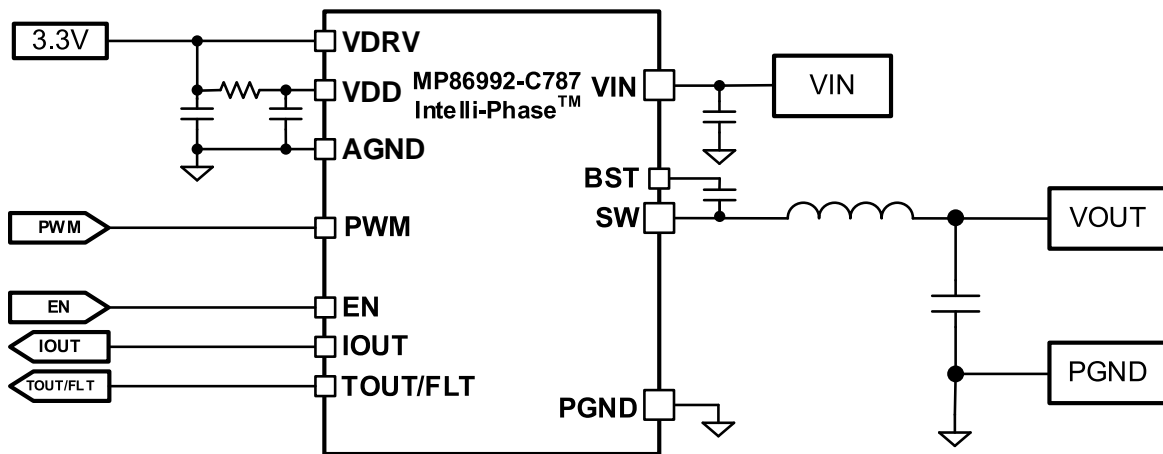 3.3V
VDRV
VDD
MP86992-C787
Intelli-Phase™
VIN
VIN
AGND
BST
SW
VOUT
PWM
PWM
EN
EN
IOUT
IOUT
TOUT/FLT
TOUT/FLT
PGND
PGND